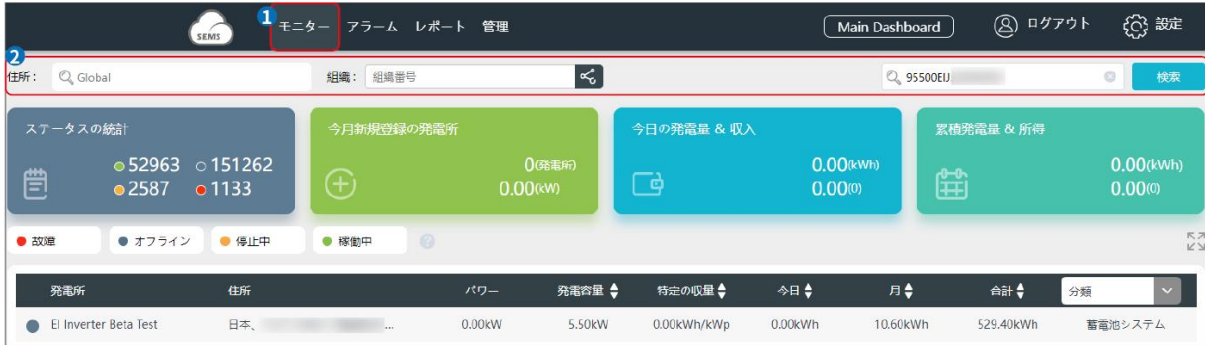 SEMS 1 モニター アラーム レポート 管理 Main Dashboard ログアウト 設定
2
住所： Global 組織： 組織番号 95500EIJ 検索
ステータスの統計 今月新規登録の発電所 今日の発電量 & 収入 累積発電量 & 所得
52963 151262 0(発電所) 0.00(kWh) 0.00(kWh)
2587 1133 0.00(kW) 0.00(0) 0.00(0)
故障 オフライン 停止中 稼働中 ?
発電所 住所 パワー 発電容量 特定の収量 今日 月 合計 分類
EI Inverter Beta Test 日本、 ... 0.00kW 5.50kW 0.00kWh/kWp 0.00kWh 10.60kWh 529.40kWh 蓄電池システム